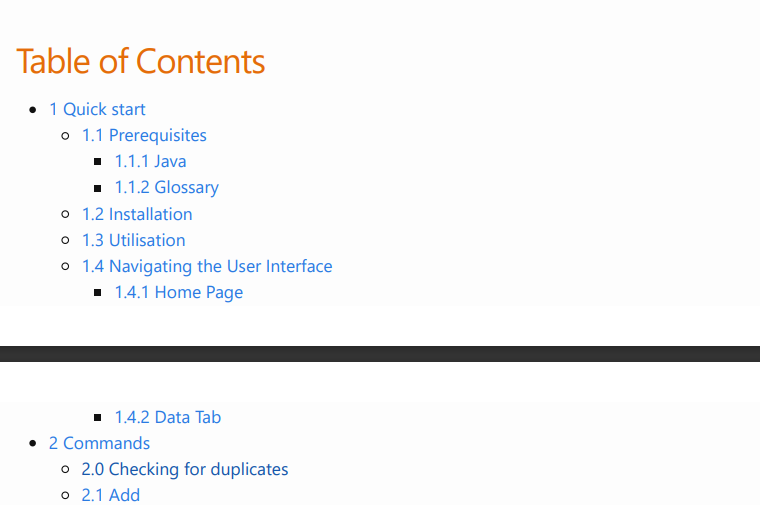 Table of Contents
1 Quick start
1.1 Prerequisites
1.1.1 Java
1.1.2 Glossary
1.2 Installation
1.3 Utilisation
1.4 Navigating the User Interface
1.4.1 Home Page
1.4.2 Data Tab
2 Commands
2.0 Checking for duplicates
2.1 Add